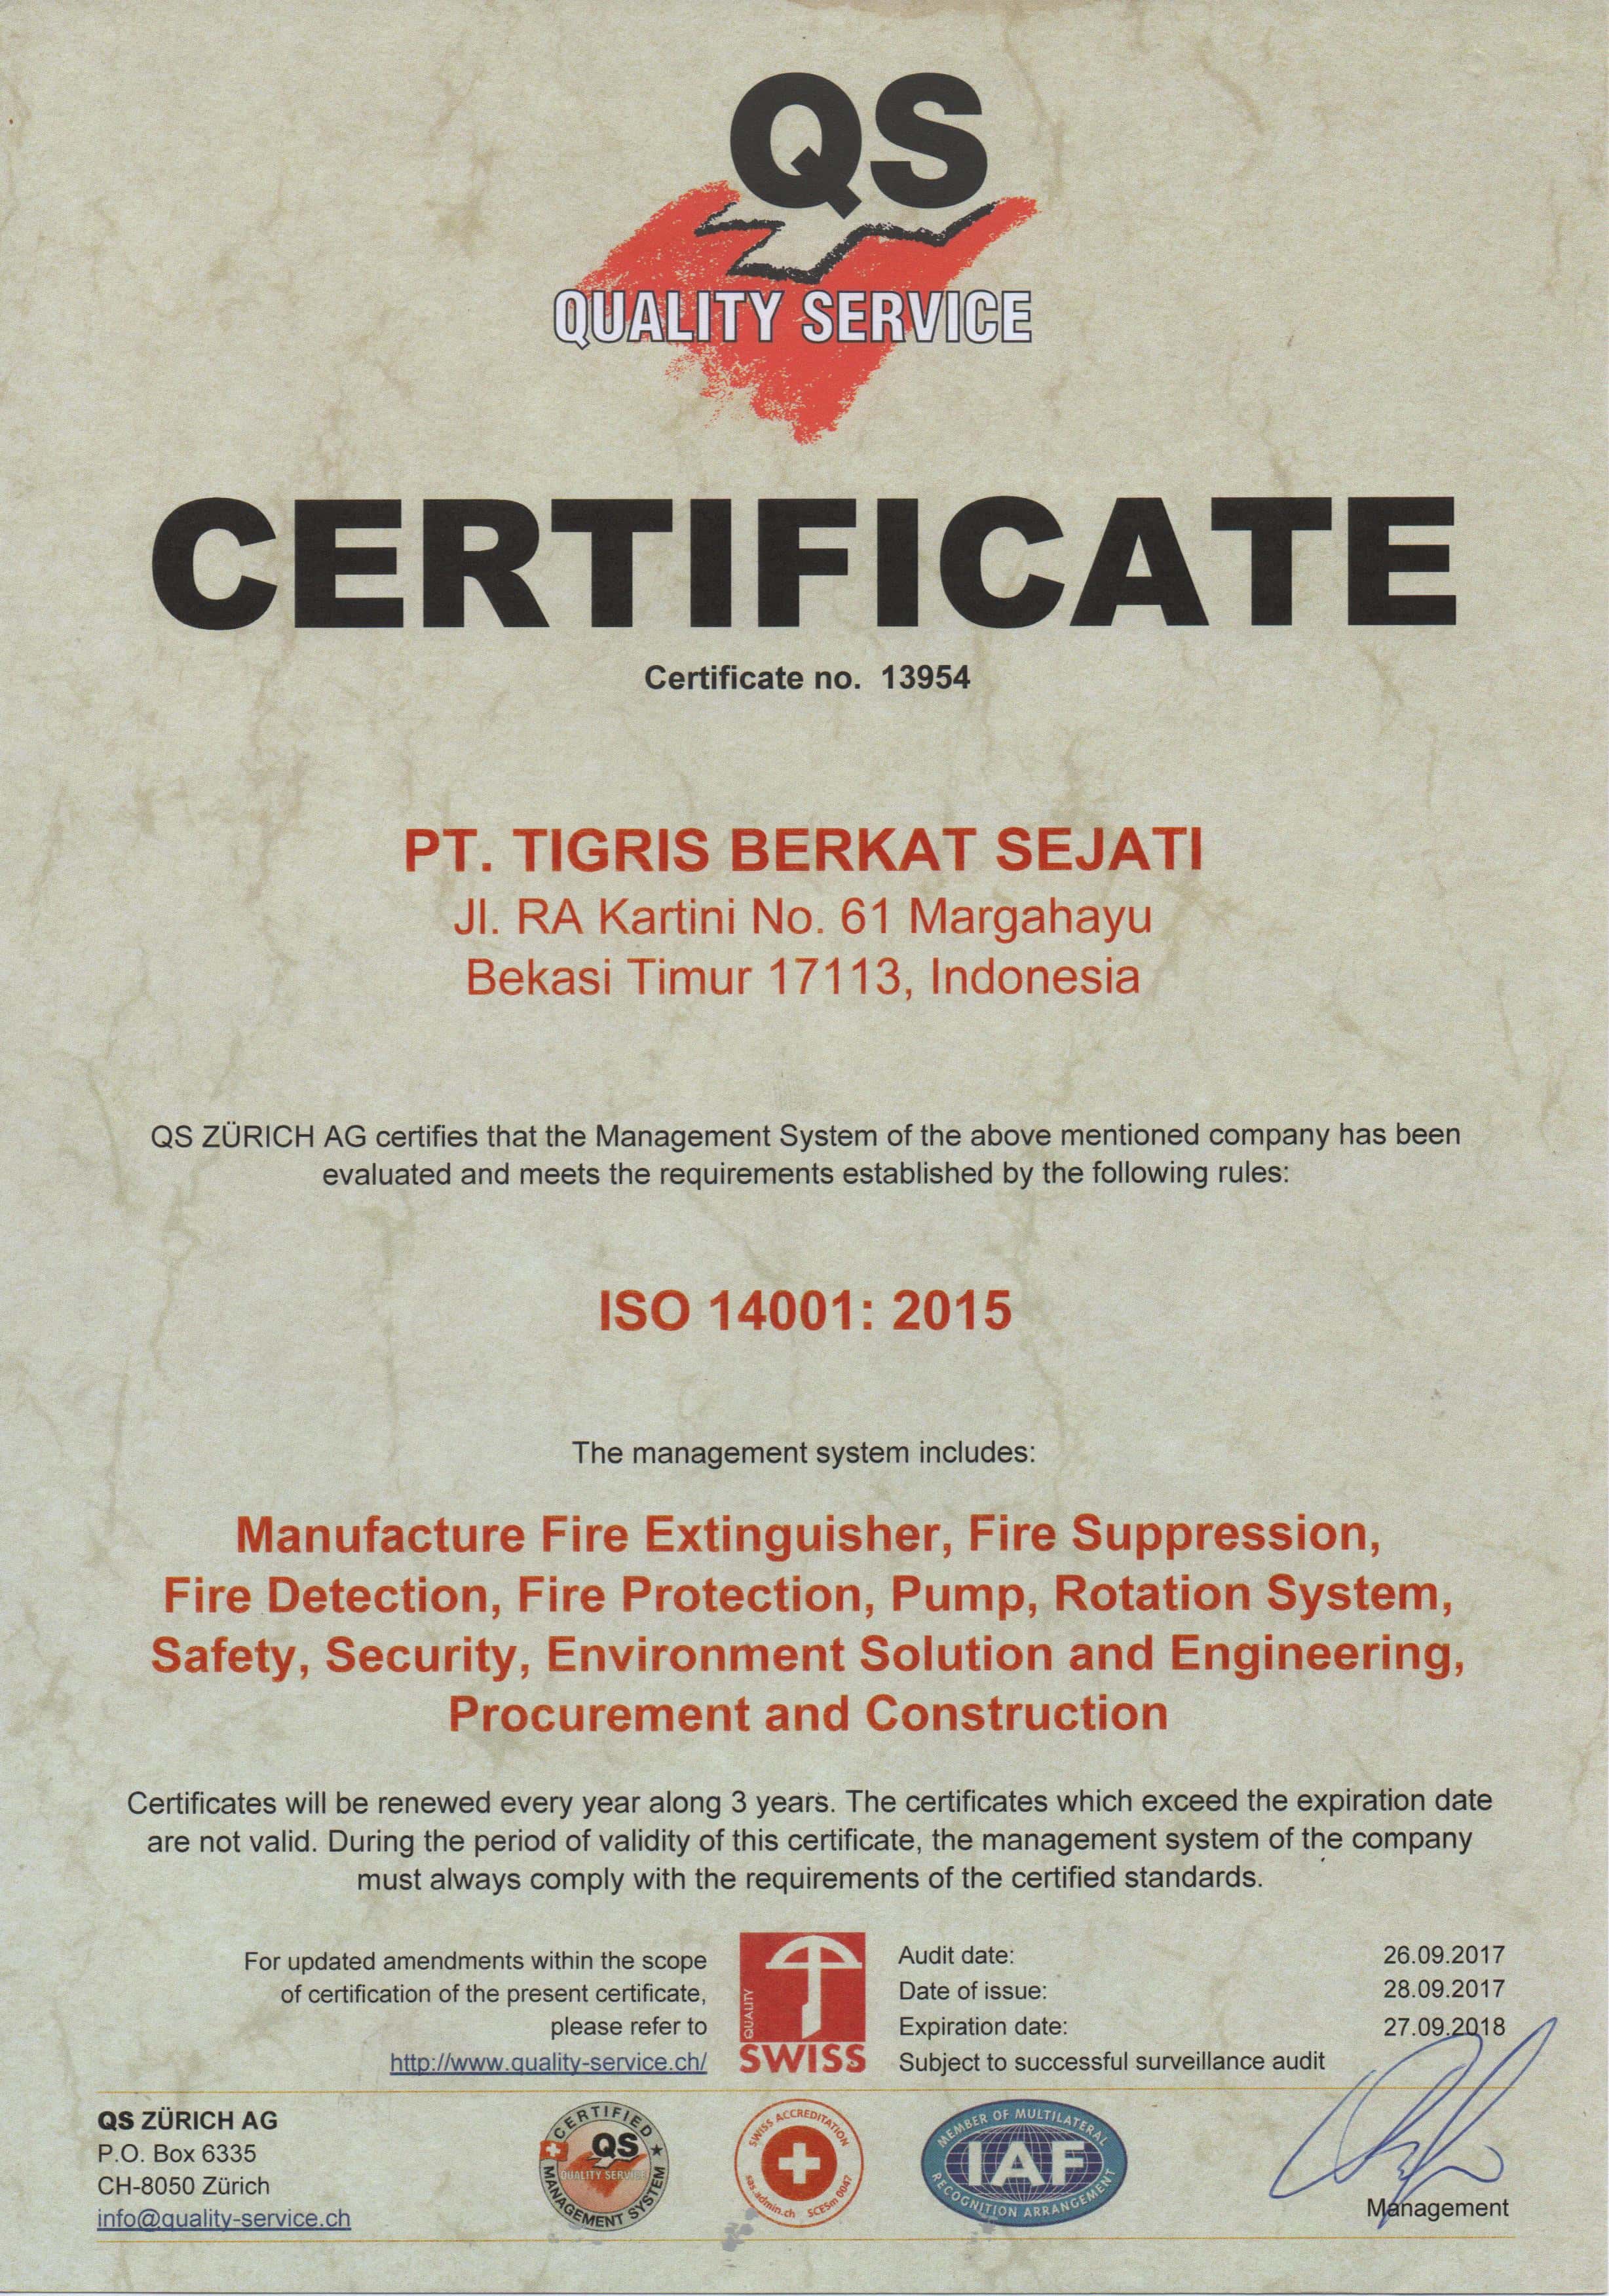 QS
QUALITY SERVICE
CERTIFICATE
Certificate no. 13954
PT. TIGRIS BERKAT SEJATI
Jl. RA Kartini No. 61 Margahayu
Bekasi Timur 17113, Indonesia
QS ZÜRICH AG certifies that the Management System of the above mentioned company has been
evaluated and meets the requirements established by the following rules:
ISO 14001: 2015
The management system includes:
Manufacture Fire Extinguisher, Fire Suppression,
Fire Detection, Fire Protection, Pump, Rotation System,
Safety, Security, Environment Solution and Engineering,
Procurement and Construction
Certificates will be renewed every year along 3 years. The certificates which exceed the expiration date
are not valid. During the period of validity of this certificate, the management system of the company
must always comply with the requirements of the certified standards.
For updated amendments within the scope
of certification of the present certificate,
please refer to
http://www.quality-service.ch/
QUALITY
SWISS
Audit date: 26.09.2017
Date of issue: 28.09.2017
Expiration date: 27.09.2018
Subject to successful surveillance audit
QS ZÜRICH AG
P.O. Box 6335
CH-8050 Zürich
info@quality-service.ch
CERTIFIED
QS
QUALITY SERVICE
MANAGEMENT SYSTEM
SWISS ACCREDITATION
sas.admin.ch SCESm 0047
MEMBER OF MULTILATERAL
IAF
RECOGNITION ARRANGEMENT
Management